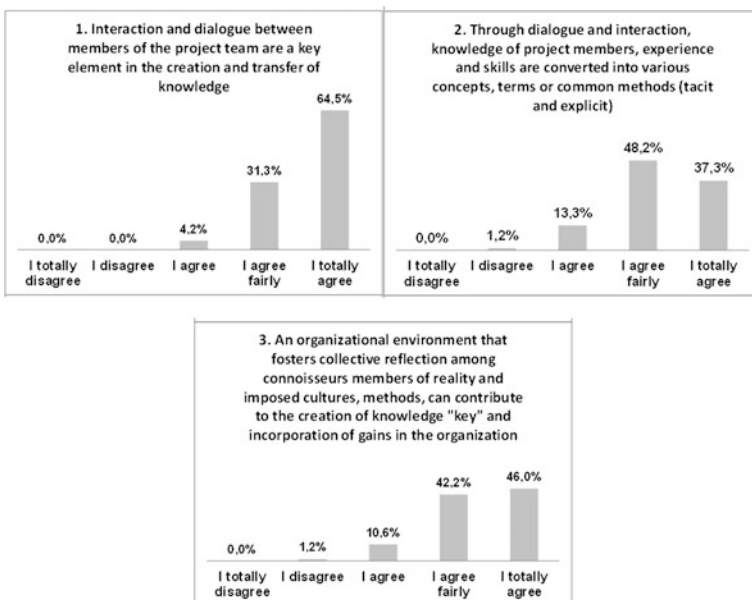 1. Interaction and dialogue between
members of the project team are a key
element in the creation and transfer of
knowledge
64,5%
31,3%
4,2%
0,0%
0,0%
I totally
disagree
I disagree
I agree
I agree
fairly
I totally
agree
2. Through dialogue and interaction,
knowledge of project members, experience
and skills are converted into various
concepts, terms or common methods (tacit
and explicit)
48,2%
37,3%
13,3%
0,0%
1,2%
I totally
disagree
I disagree
I agree
I agree
fairly
I totally
agree
3. An organizational environment that
fosters collective reflection among
connoisseurs members of reality and
imposed cultures, methods, can contribute
to the creation of knowledge "key" and
incorporation of gains in the organization
46,0%
42,2%
10,6%
0,0%
1,2%
I totally
disagree
I disagree
I agree
I agree
fairly
I totally
agree